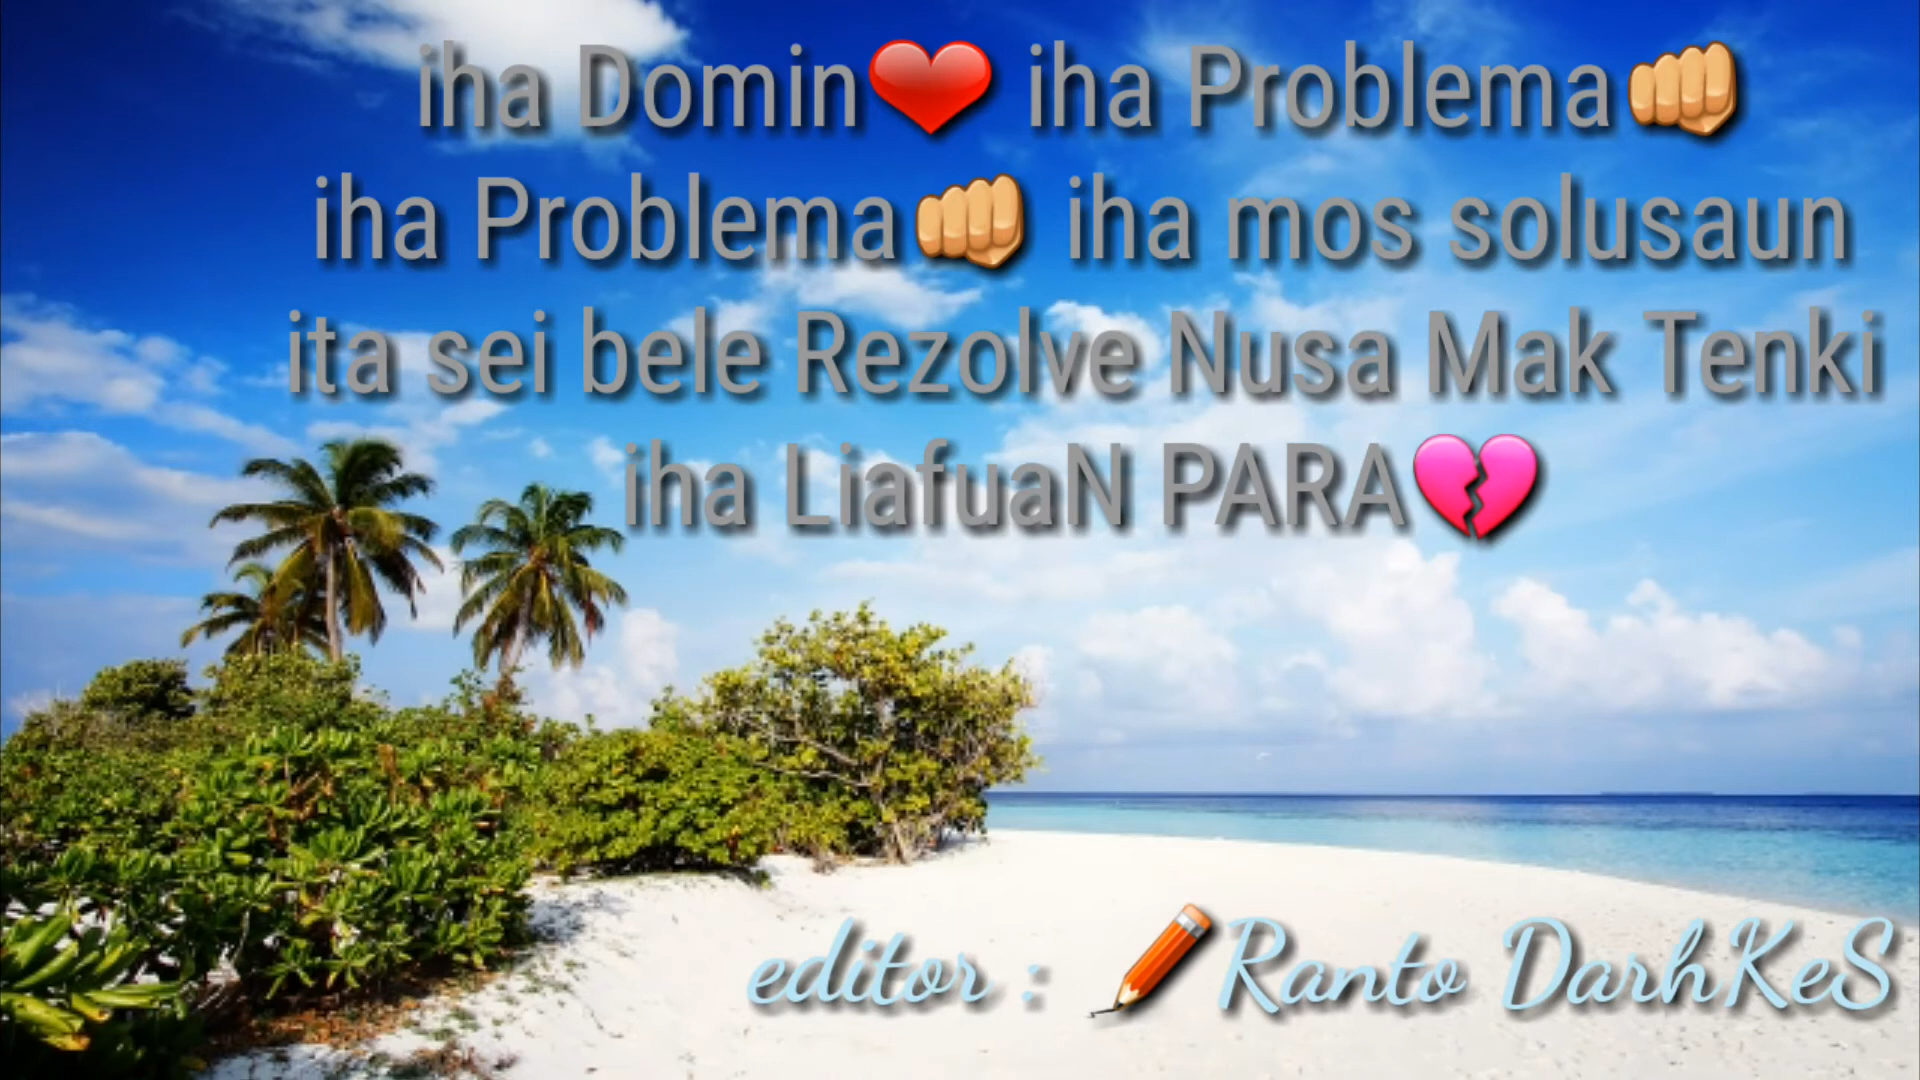 iha Domin❤ iha Problema👊
iha Problema👊 iha mos solusaun
ita sei bele Rezolve Nusa Mak Tenki
iha LiafuaN PARA💔
editor : ✏Ranto DarhKeS